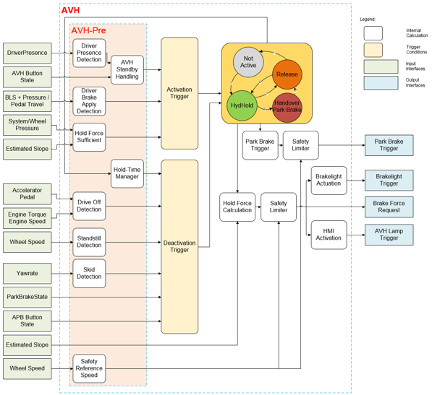 AVH
AVH-Pre
Legend:
Internal
Calculation
Trigger
Conditions
Input
Interfaces
Output
Interfaces
DriverPresence
AVH Button
State
BLS + Pressure /
Pedal Travel
System/Wheel
Pressure
Estimated Slope
Accelerator
Pedal
Engine Torque
Engine Speed
Wheel Speed
Yawrate
ParkBrakeState
APB Button
State
Estimated Slope
Wheel Speed
Driver
Presence
Detection
AVH
Standby
Handling
Driver
Brake Apply
Detection
Hold Force
Sufficient
Hold-Time
Manager
Drive Off
Detection
Standstill
Detection
Skid
Detection
Safety
Reference
Speed
Activation
Trigger
Deactivation
Trigger
Not
Active
Release
HydHold
Handover
Park Brake
Park Brake
Trigger
Safety
Limiter
Hold Force
Calculation
Safety
Limiter
Brakelight
Actuation
HMI
Activation
Park Brake
Trigger
Brakelight
Trigger
Brake Force
Request
AVH Lamp
Trigger